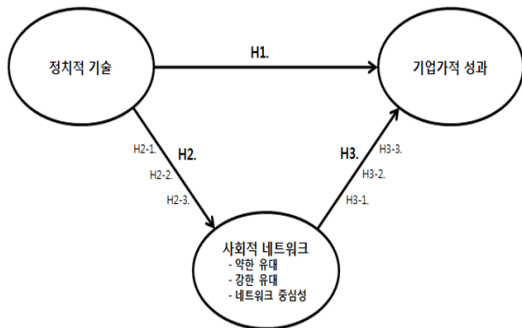 H1.
정치적 기술
기업가적 성과
H2-1.
H2.
H2-2.
H2-3.
H3.
H3-3.
H3-2.
H3-1.
사회적 네트워크
- 약한 유대
- 강한 유대
- 네트워크 중심성